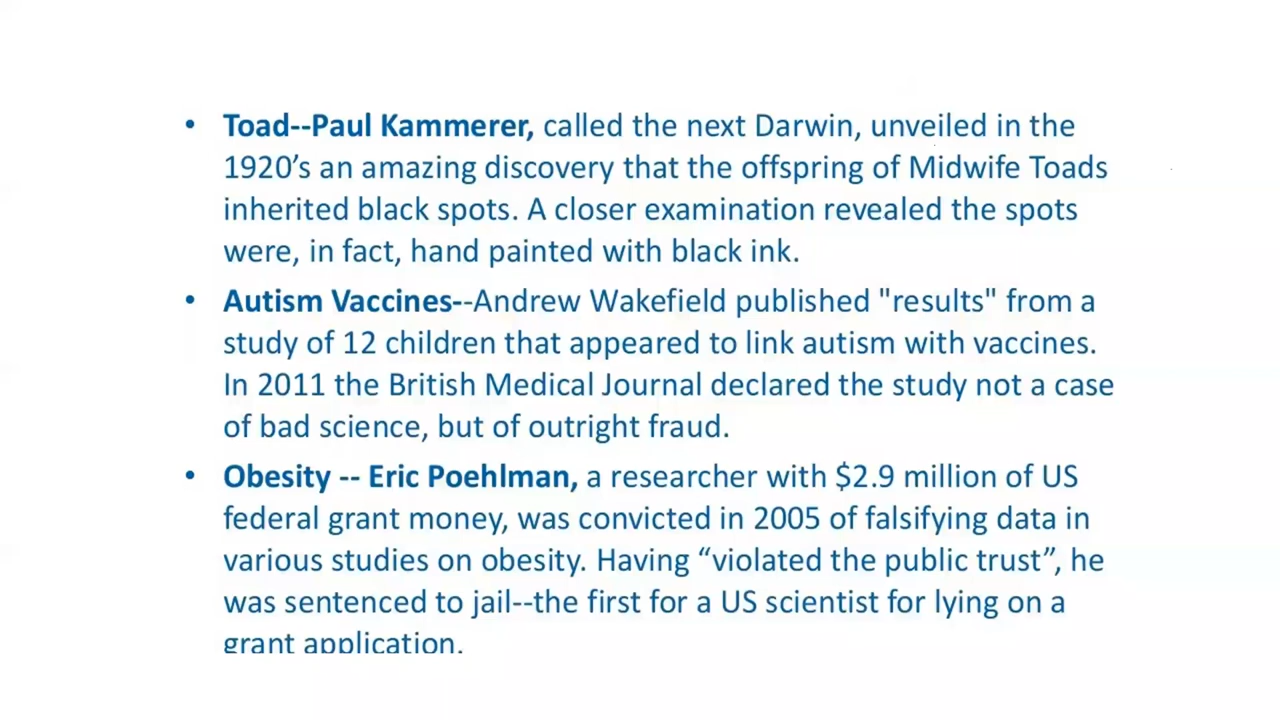 • Toad--Paul Kammerer, called the next Darwin, unveiled in the
1920’s an amazing discovery that the offspring of Midwife Toads
inherited black spots. A closer examination revealed the spots
were, in fact, hand painted with black ink.
• Autism Vaccines--Andrew Wakefield published "results" from a
study of 12 children that appeared to link autism with vaccines.
In 2011 the British Medical Journal declared the study not a case
of bad science, but of outright fraud.
• Obesity -- Eric Poehlman, a researcher with $2.9 million of US
federal grant money, was convicted in 2005 of falsifying data in
various studies on obesity. Having “violated the public trust”, he
was sentenced to jail--the first for a US scientist for lying on a
grant application.